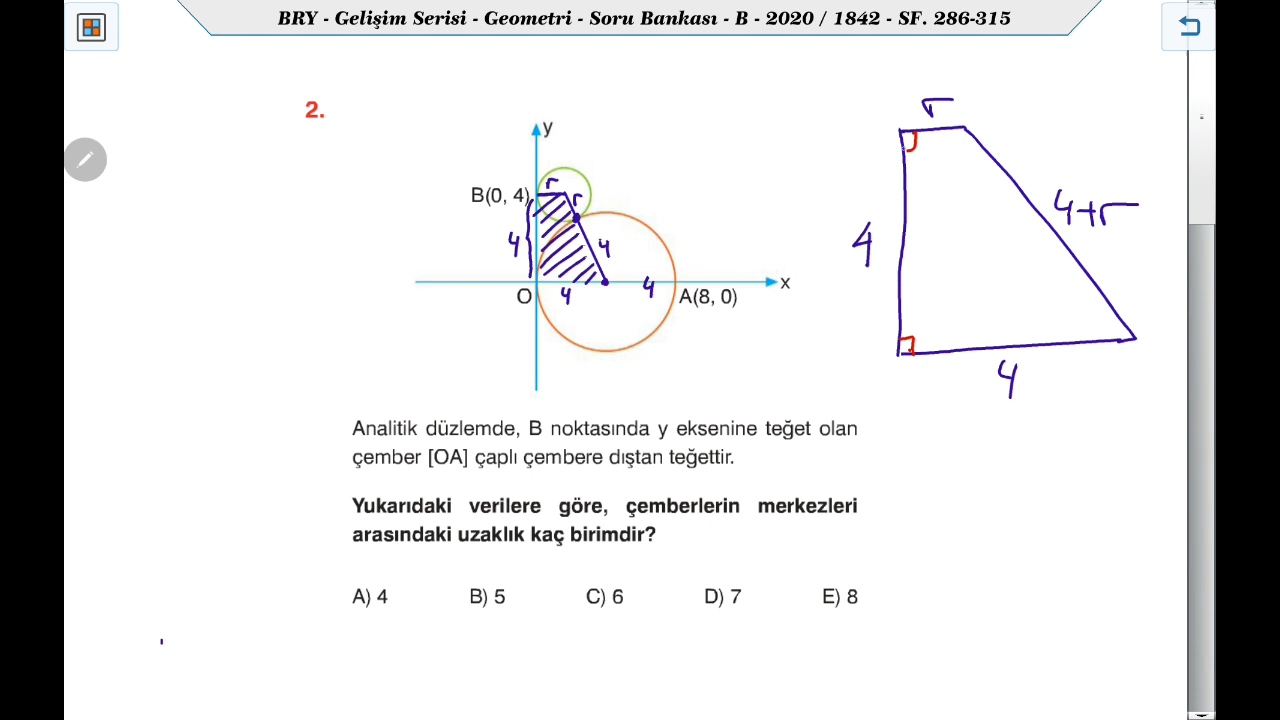 BRY - Gelişim Serisi - Geometri - Soru Bankası - B - 2020 / 1842 - SF. 286-315
2.
y
B(0, 4)
r
r
4
4
4
4
O
A(8, 0)
x
r
4
4+r
4
Analitik düzlemde, B noktasında y eksenine teğet olan
çember [OA] çaplı çembere dıştan teğettir.
Yukarıdaki verilere göre, çemberlerin merkezleri
arasındaki uzaklık kaç birimdir?
A) 4 B) 5 C) 6 D) 7 E) 8